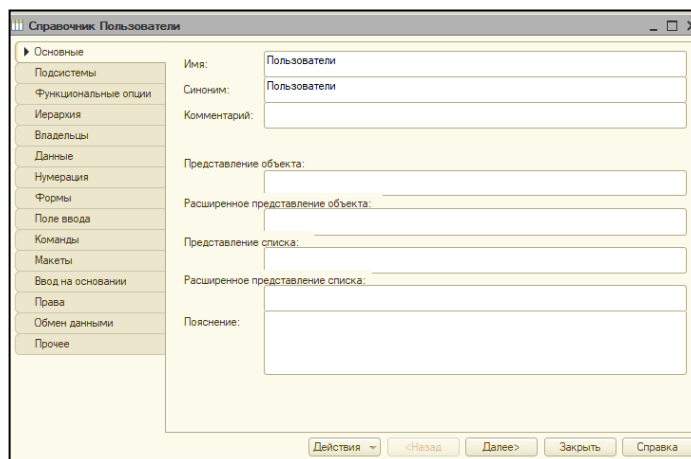 Справочник Пользователи
Основные
Подсистемы
Функциональные опции
Иерархия
Владельцы
Данные
Нумерация
Формы
Поле ввода
Команды
Макеты
Ввод на основании
Права
Обмен данными
Прочее
Имя: Пользователи
Синоним: Пользователи
Комментарий:
Представление объекта:
Расширенное представление объекта:
Представление списка:
Расширенное представление списка:
Пояснение:
Действия <Назад Далее> Закрыть Справка